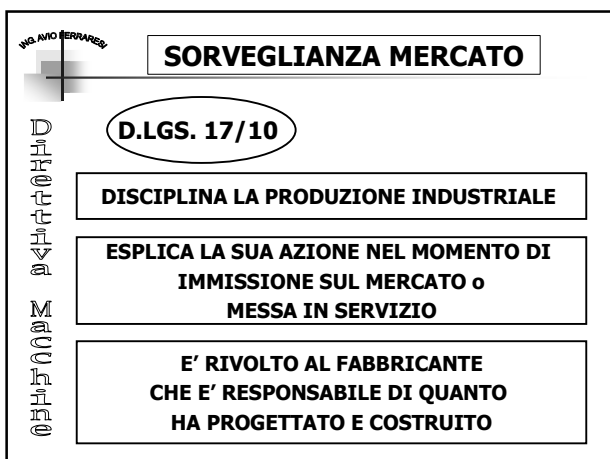 ING. AVIO FERRARESI
SORVEGLIANZA MERCATO
D.LGS. 17/10
Direttiva Macchine
DISCIPLINA LA PRODUZIONE INDUSTRIALE
ESPLICA LA SUA AZIONE NEL MOMENTO DI
IMMISSIONE SUL MERCATO o
MESSA IN SERVIZIO
E’ RIVOLTO AL FABBRICANTE
CHE E’ RESPONSABILE DI QUANTO
HA PROGETTATO E COSTRUITO